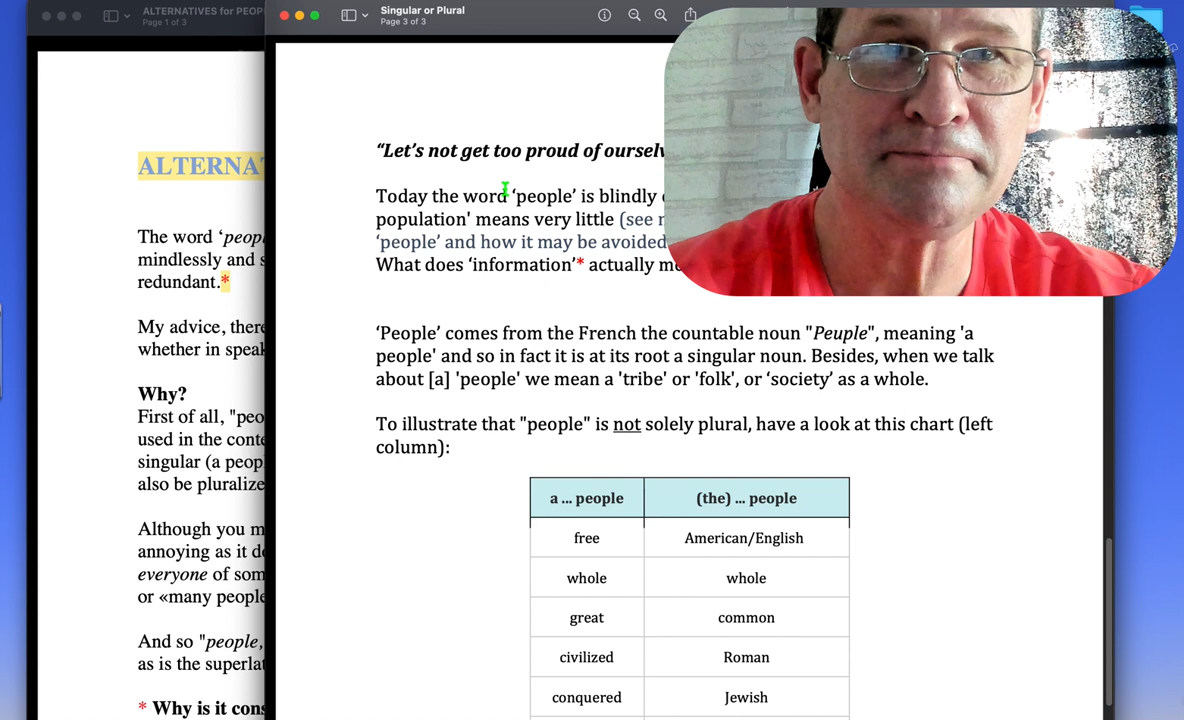 ALTERNATIVES for PEOP
Page 1 of 3
Singular or Plural
Page 3 of 3
ALTERNA
The word ‘peop
mindlessly and s
redundant.*
My advice, there
whether in speak
Why?
First of all, "peo
used in the conte
singular (a peop
also be pluralize
Although you m
annoying as it do
everyone of som
or «many people
And so "people,
as is the superlat
* Why is it cons
“Let’s not get too proud of ourselv
Today the word ‘people’ is blindly
population' means very little (see
‘people’ and how it may be avoided
What does ‘information’* actually m
‘People’ comes from the French the countable noun "Peuple", meaning 'a
people' and so in fact it is at its root a singular noun. Besides, when we talk
about [a] 'people' we mean a 'tribe' or 'folk', or ‘society’ as a whole.
To illustrate that "people" is not solely plural, have a look at this chart (left
column):
a ... people (the) ... people
free American/English
whole whole
great common
civilized Roman
conquered Jewish